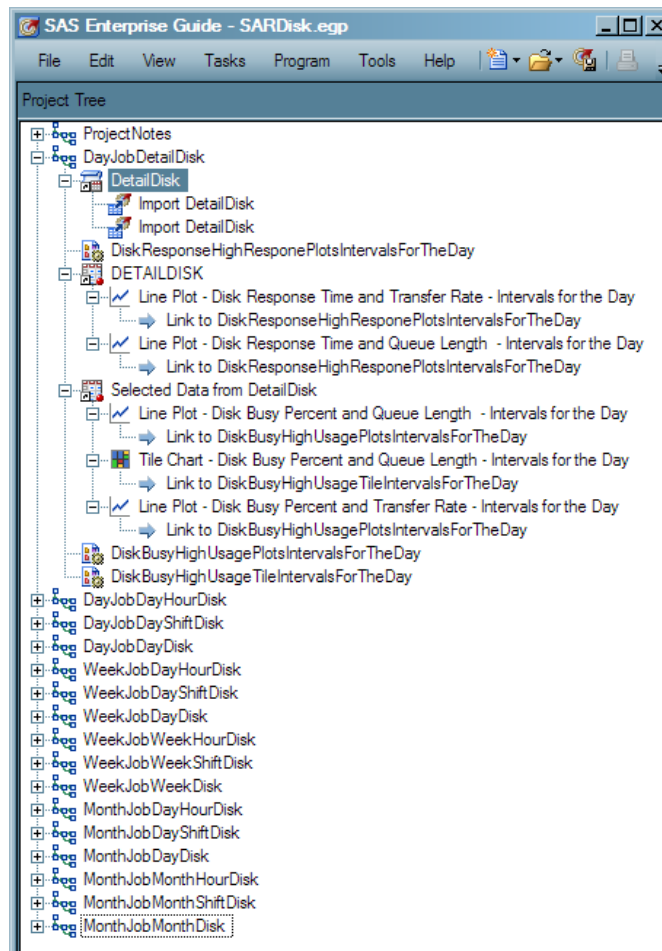 SAS Enterprise Guide - SARDisk.egp
File Edit View Tasks Program Tools Help
Project Tree
ProjectNotes
DayJobDetailDisk
DetailDisk
Import DetailDisk
Import DetailDisk
DiskResponseHighResponePlotsIntervalsForTheDay
DETAILDISK
Line Plot - Disk Response Time and Transfer Rate - Intervals for the Day
Link to DiskResponseHighResponePlotsIntervalsForTheDay
Line Plot - Disk Response Time and Queue Length - Intervals for the Day
Link to DiskResponseHighResponePlotsIntervalsForTheDay
Selected Data from DetailDisk
Line Plot - Disk Busy Percent and Queue Length - Intervals for the Day
Link to DiskBusyHighUsagePlotsIntervalsForTheDay
Tile Chart - Disk Busy Percent and Queue Length - Intervals for the Day
Link to DiskBusyHighUsageTileIntervalsForTheDay
Line Plot - Disk Busy Percent and Transfer Rate - Intervals for the Day
Link to DiskBusyHighUsagePlotsIntervalsForTheDay
DiskBusyHighUsagePlotsIntervalsForTheDay
DiskBusyHighUsageTileIntervalsForTheDay
DayJobDayHourDisk
DayJobDayShiftDisk
DayJobDayDisk
WeekJobDayHourDisk
WeekJobDayShiftDisk
WeekJobDayDisk
WeekJobWeekHourDisk
WeekJobWeekShiftDisk
WeekJobWeekDisk
MonthJobDayHourDisk
MonthJobDayShiftDisk
MonthJobDayDisk
MonthJobMonthHourDisk
MonthJobMonthShiftDisk
MonthJobMonthDisk